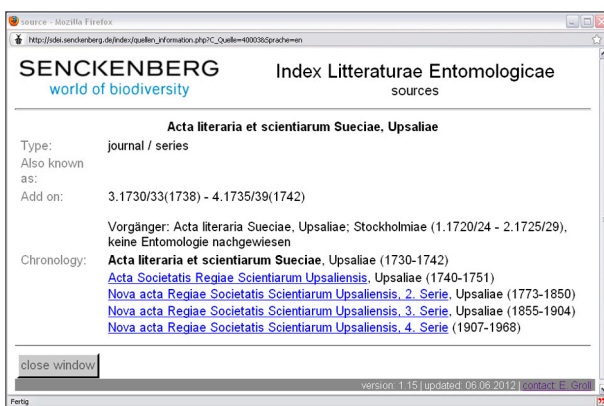 source - Mozilla Firefox
http://sdei.senckenberg.de/index/quellen_information.php?C_Quelle=40003&Sprache=en
SENCKENBERG
world of biodiversity
Index Litteraturae Entomologicae
sources
Acta literaria et scientiarum Sueciae, Upsaliae
Type: journal / series
Also known as:
Add on: 3.1730/33(1738) - 4.1735/39(1742)
Vorgänger: Acta literaria Sueciae, Upsaliae; Stockholmiae (1.1720/24 - 2.1725/29),
keine Entomologie nachgewiesen
Chronology: Acta literaria et scientiarum Sueciae, Upsaliae (1730-1742)
Acta Societatis Regiae Scientiarum Upsaliensis, Upsaliae (1740-1751)
Nova acta Regiae Societatis Scientiarum Upsaliensis, 2. Serie, Upsaliae (1773-1850)
Nova acta Regiae Societatis Scientiarum Upsaliensis, 3. Serie, Upsaliae (1855-1904)
Nova acta Regiae Societatis Scientiarum Upsaliensis, 4. Serie (1907-1968)
close window
version: 1.15 | updated: 06.06.2012 | contact: E. Groll
Fertig